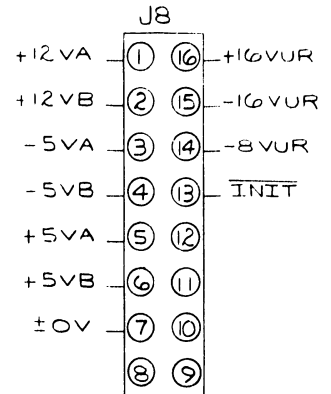 J8
+12VA 1 16 +16VUR
+12VB 2 15 -16VUR
-5VA 3 14 -8VUR
-5VB 4 13 INIT
+5VA 5 12
+5VB 6 11
±0V 7 10
8 9